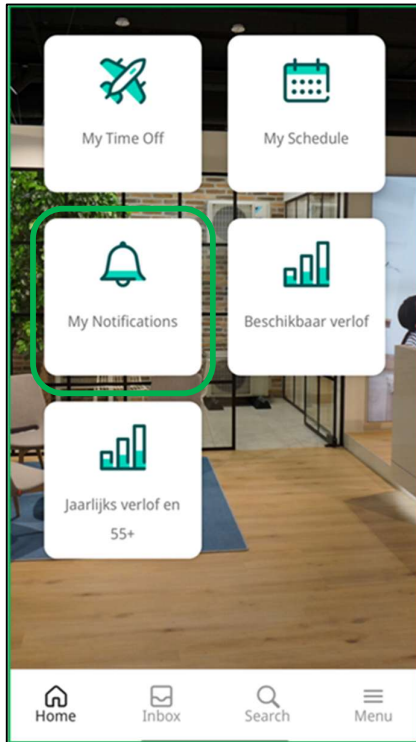 My Time Off
My Schedule
My Notifications
Beschikbaar verlof
Jaarlijks verlof en
55+
Home
Inbox
Search
Menu